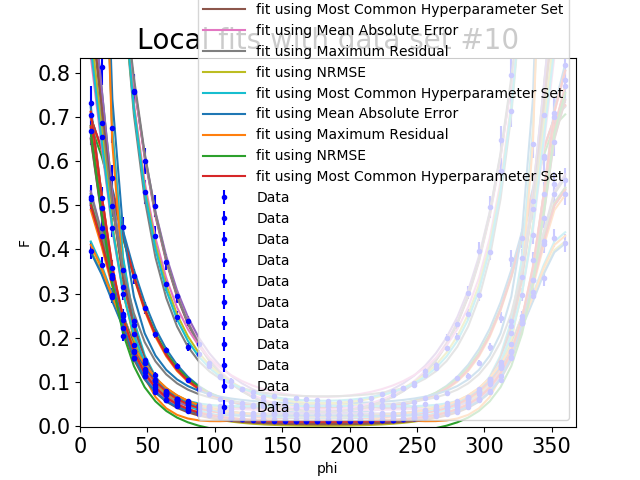 fit using Most Common Hyperparameter Set
Local fits with data set #10
fit using Mean Absolute Error
fit using Maximum Residual
fit using NRMSE
fit using Most Common Hyperparameter Set
fit using Mean Absolute Error
fit using Maximum Residual
fit using NRMSE
fit using Most Common Hyperparameter Set
Data
Data
Data
Data
Data
Data
Data
Data
Data
Data
Data
0.8
0.7
0.6
0.5
0.4
0.3
0.2
0.1
0.0
F
0 50 100 150 200 250 300 350
phi